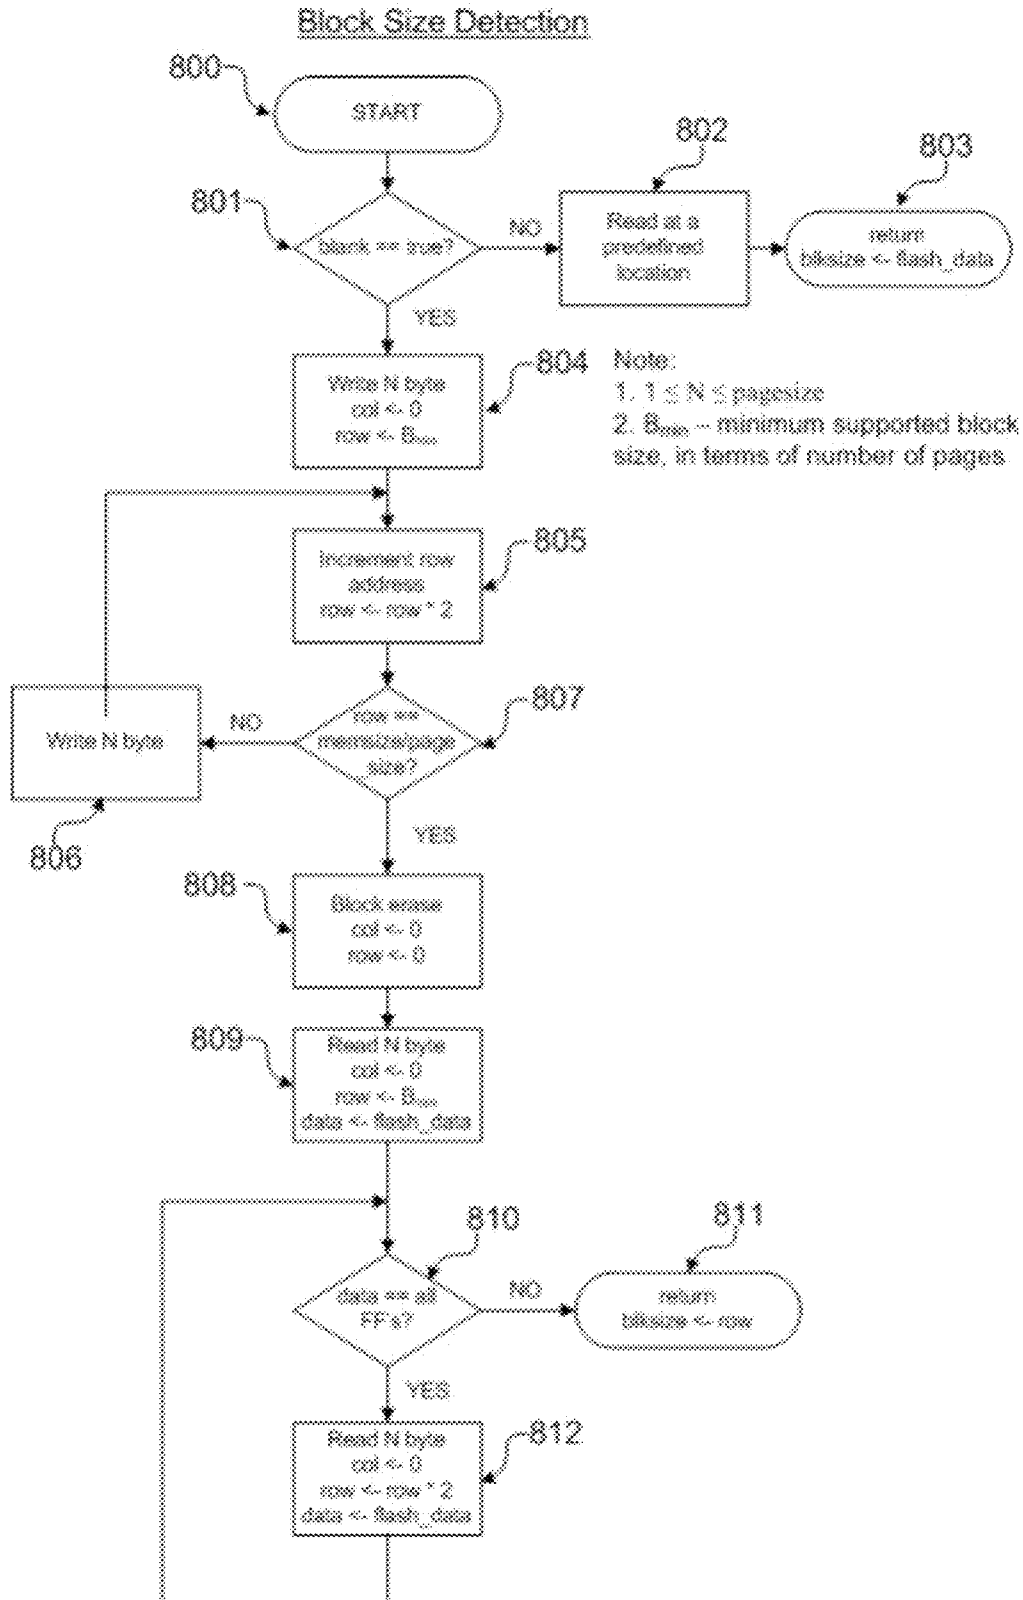 Block Size Detection
800
START
801
blank == true?
NO
802
Read at a
predefined
location
803
return
blksize <- flash_data
YES
804
Write N byte
col <- 0
row <- Bmin
Note:
1. 1 ≤ N ≤ pagesize
2. Bmin – minimum supported block
size, in terms of number of pages
805
Increment row
address
row <- row * 2
807
row ==
memsize/page
size?
NO
Write N byte
806
YES
808
Block erase
col <- 0
row <- 0
809
Read N byte
col <- 0
row <- Bmin
data <- flash_data
810
data == all
FF's?
NO
811
return
blksize <- row
YES
812
Read N byte
col <- 0
row <- row * 2
data <- flash_data